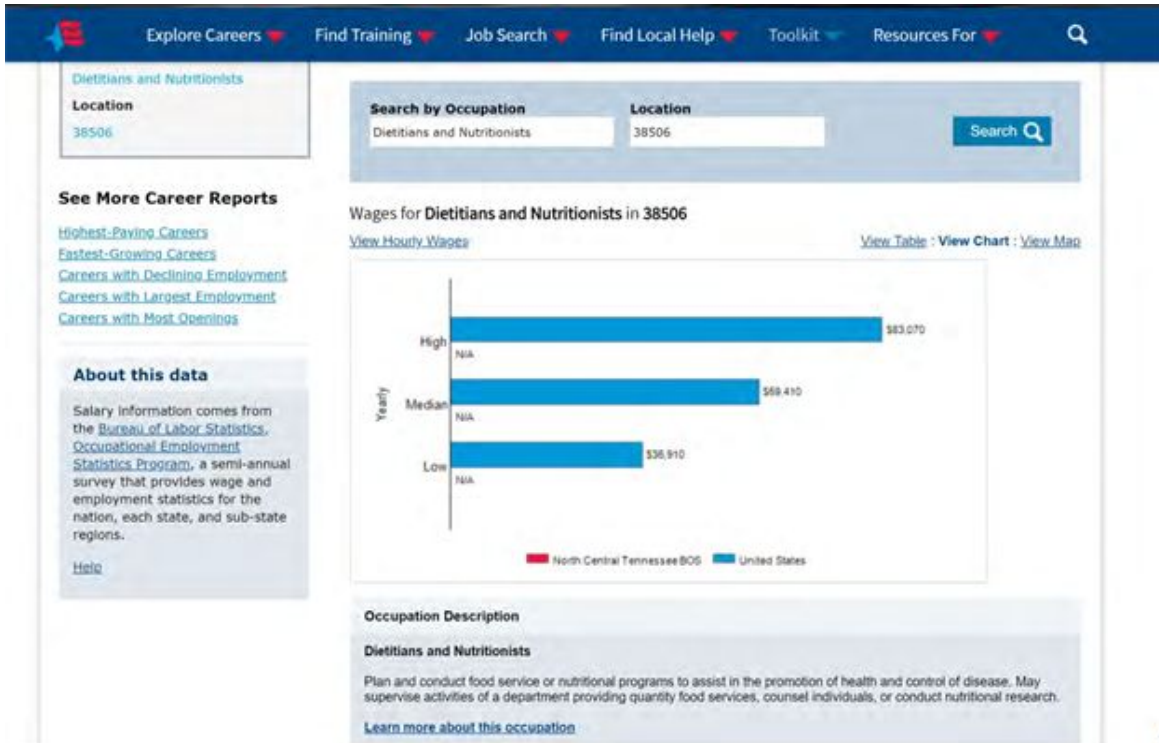 Explore Careers Find Training Job Search Find Local Help Toolkit Resources For
Dietitians and Nutritionists
Location
38506
See More Career Reports
Highest-Paying Careers
Fastest-Growing Careers
Careers with Declining Employment
Careers with Largest Employment
Careers with Most Openings
About this data
Salary information comes from
the Bureau of Labor Statistics,
Occupational Employment
Statistics Program, a semi-annual
survey that provides wage and
employment statistics for the
nation, each state, and sub-state
regions.
Help
Search by Occupation Location
Dietitians and Nutritionists 38506 Search
Wages for Dietitians and Nutritionists in 38506
View Hourly Wages View Table : View Chart : View Map
Yearly
High $83,070
N/A
Median $59,410
N/A
Low $36,910
N/A
North Central Tennessee BOS United States
Occupation Description
Dietitians and Nutritionists
Plan and conduct food service or nutritional programs to assist in the promotion of health and control of disease. May
supervise activities of a department providing quantity food services, counsel individuals, or conduct nutritional research.
Learn more about this occupation